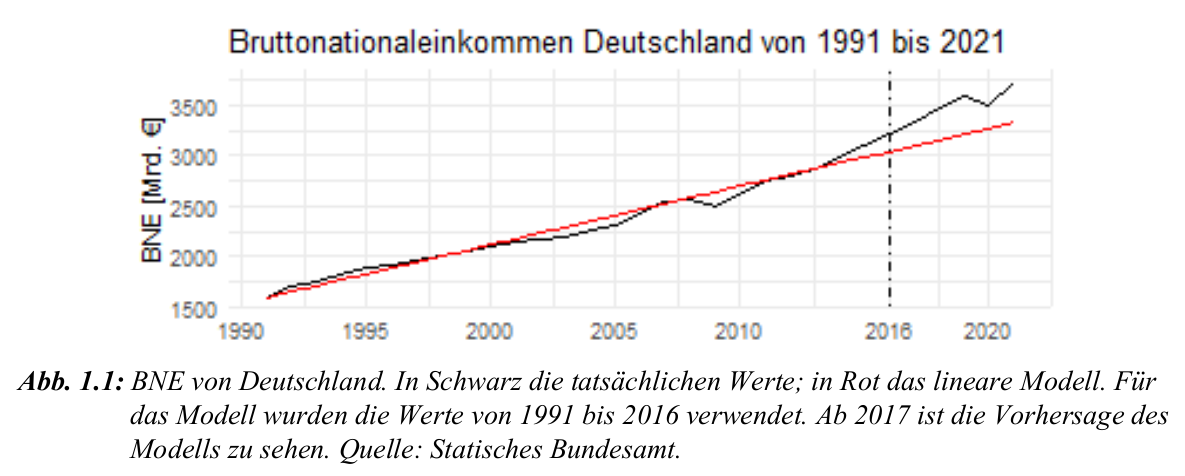 Bruttonationaleinkommen Deutschland von 1991 bis 2021
BNE [Mrd. €]
3500
3000
2500
2000
1500
1990 1995 2000 2005 2010 2016 2020
Abb. 1.1: BNE von Deutschland. In Schwarz die tatsächlichen Werte; in Rot das lineare Modell. Für
das Modell wurden die Werte von 1991 bis 2016 verwendet. Ab 2017 ist die Vorhersage des
Modells zu sehen. Quelle: Statisches Bundesamt.